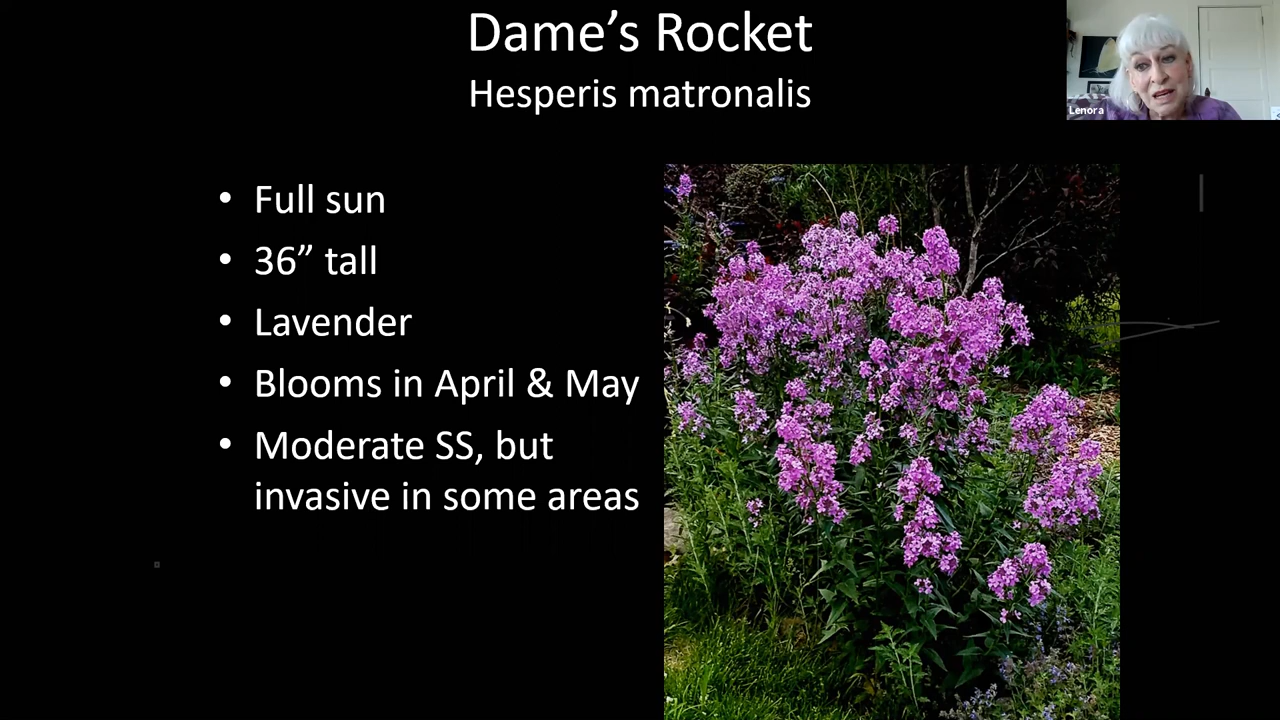 Dame’s Rocket
Hesperis matronalis
Lenora
• Full sun
• 36” tall
• Lavender
• Blooms in April & May
• Moderate SS, but
invasive in some areas